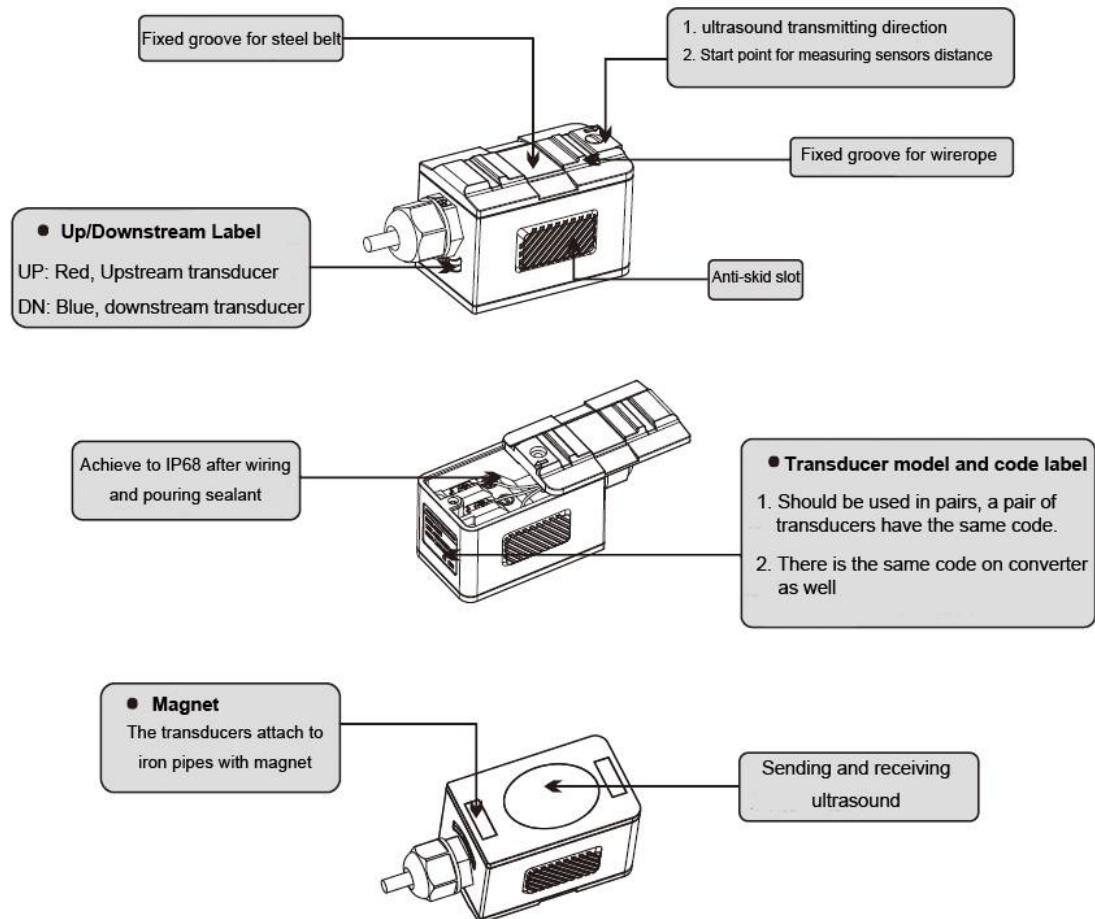 Fixed groove for steel belt
1. ultrasound transmitting direction
2. Start point for measuring sensors distance
Fixed groove for wirerope
● Up/Downstream Label
UP: Red, Upstream transducer
DN: Blue, downstream transducer
Anti-skid slot
Achieve to IP68 after wiring
and pouring sealant
● Transducer model and code label
1. Should be used in pairs, a pair of
transducers have the same code.
2. There is the same code on converter
as well
● Magnet
The transducers attach to
iron pipes with magnet
Sending and receiving
ultrasound